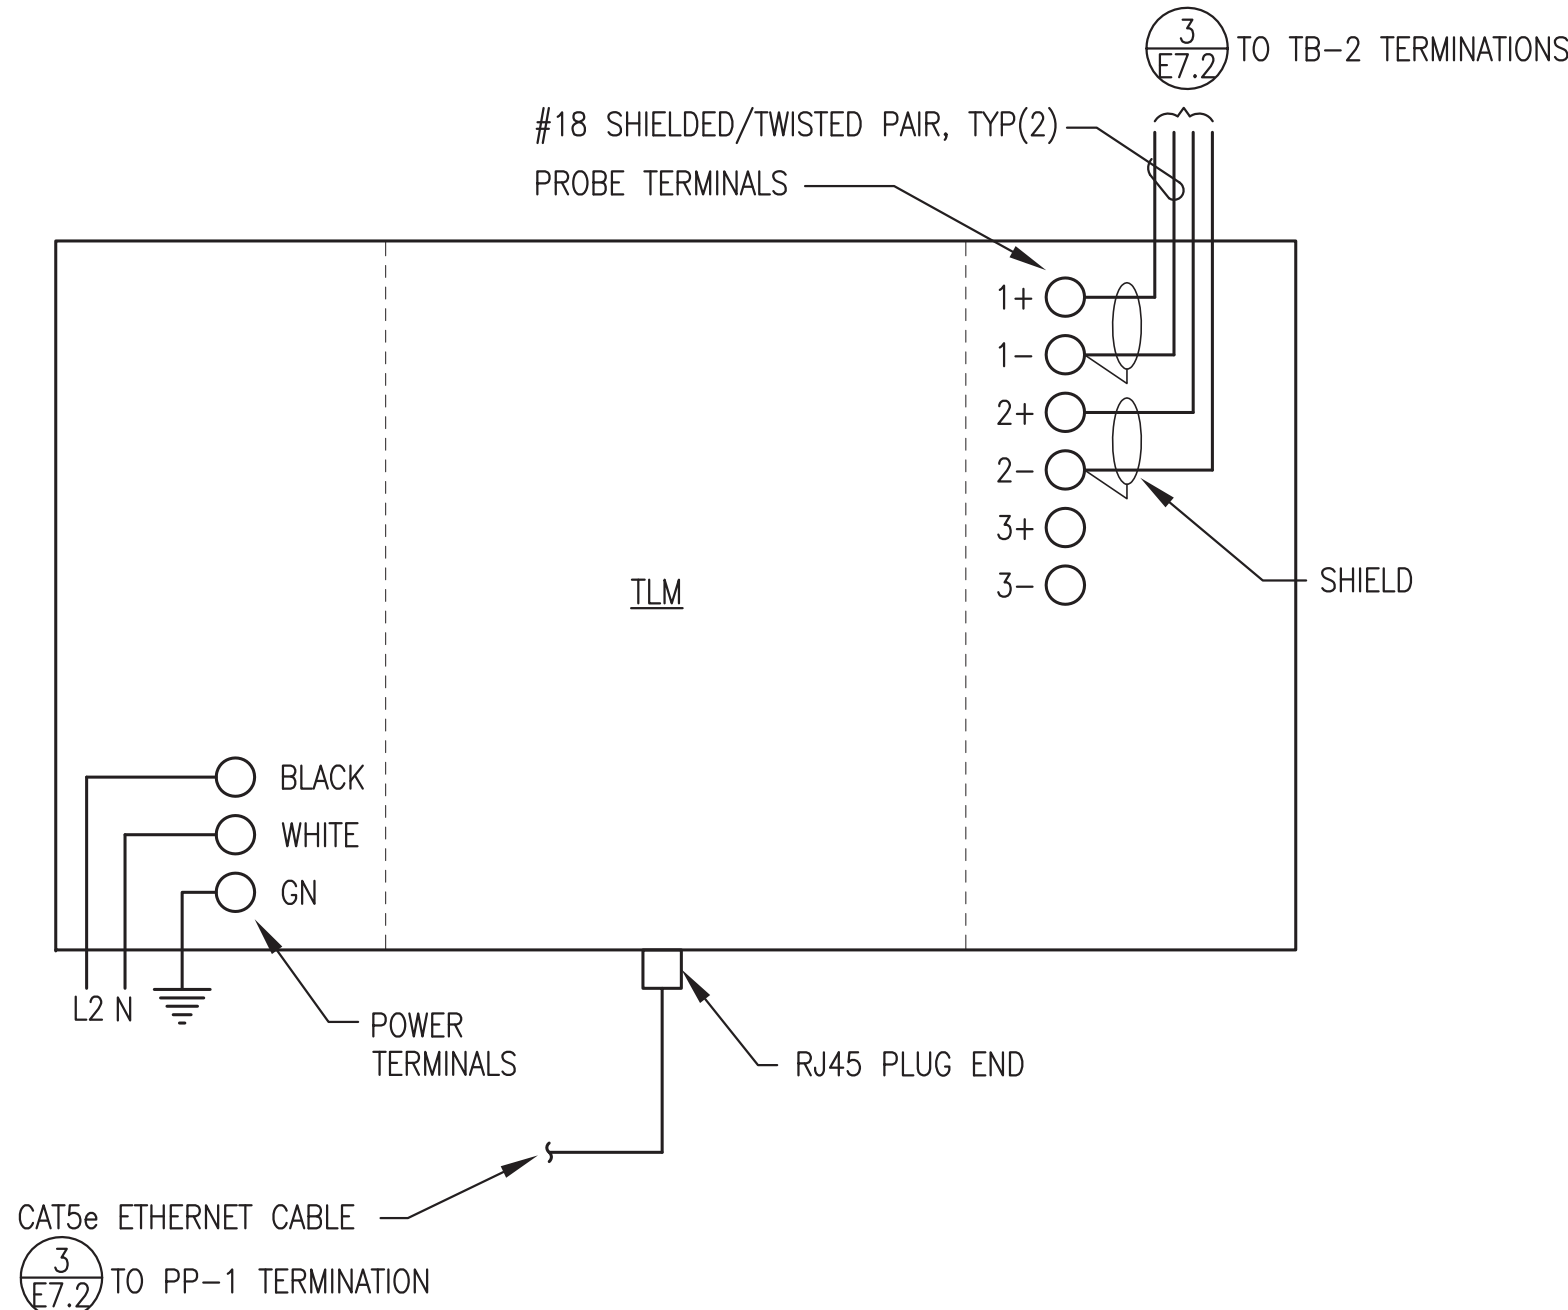 3
E7.2
TO TB-2 TERMINATIONS
#18 SHIELDED/TWISTED PAIR, TYP(2)
PROBE TERMINALS
1+
1-
2+
2-
3+
3-
SHIELD
TLM
BLACK
WHITE
GN
L2 N
POWER
TERMINALS
RJ45 PLUG END
CAT5e ETHERNET CABLE
3
E7.2
TO PP-1 TERMINATION